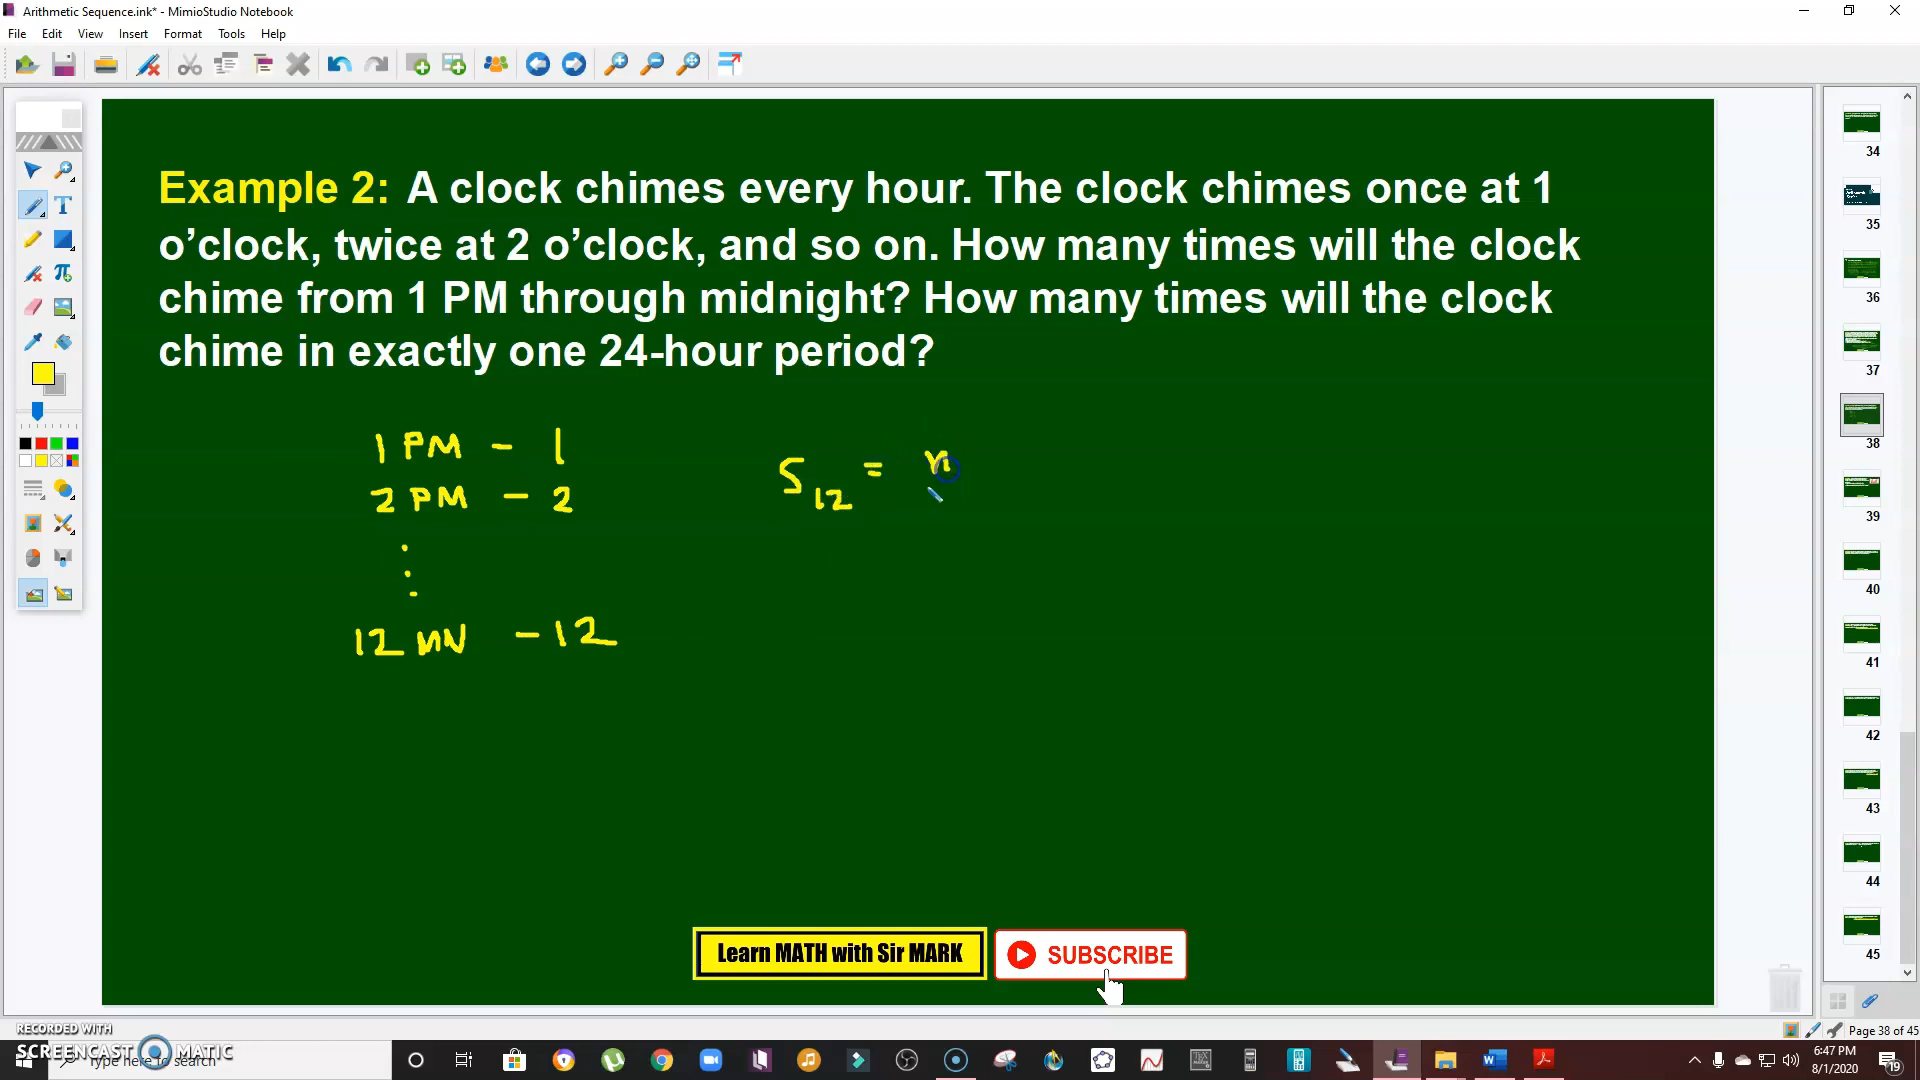 Arithmetic Sequence.ink* - MimioStudio Notebook
File Edit View Insert Format Tools Help
Example 2: A clock chimes every hour. The clock chimes once at 1
o’clock, twice at 2 o’clock, and so on. How many times will the clock
chime from 1 PM through midnight? How many times will the clock
chime in exactly one 24-hour period?
1 PM - 1
2 PM - 2
12 MN - 12
S12 = n
Learn MATH with Sir MARK
SUBSCRIBE
34
35
36
37
38
39
40
41
42
43
44
45
Page 38 of 45
RECORDED WITH
SCREENCAST MATIC
Type here to search
6:47 PM
8/1/2020
19